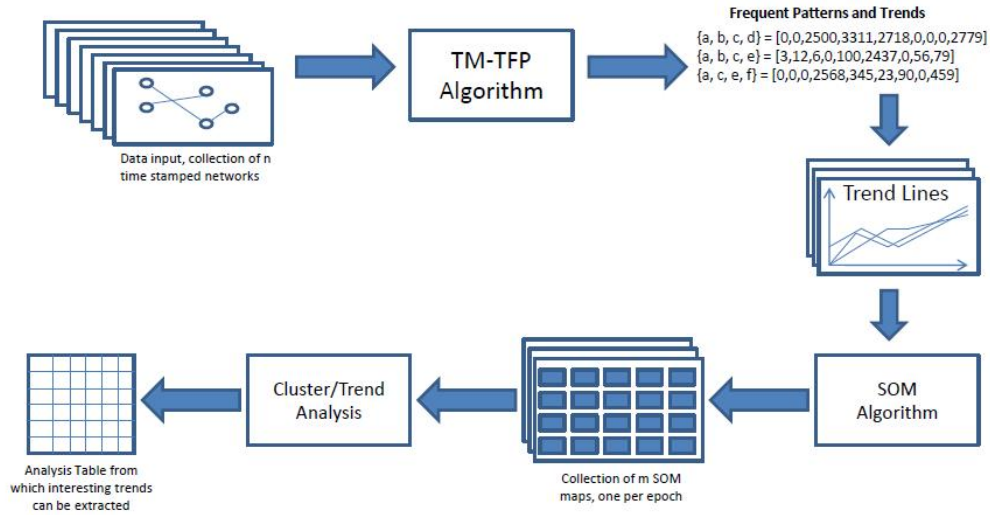 Frequent Patterns and Trends
{a, b, c, d} = [0,0,2500,3311,2718,0,0,0,2779]
{a, b, c, e} = [3,12,6,0,100,2437,0,56,79]
{a, c, e, f} = [0,0,0,2568,345,23,90,0,459]
TM-TFP
Algorithm
Data input, collection of n
time stamped networks
Trend Lines
SOM
Algorithm
Collection of m SOM
maps, one per epoch
Cluster/Trend
Analysis
Analysis Table from
which interesting trends
can be extracted